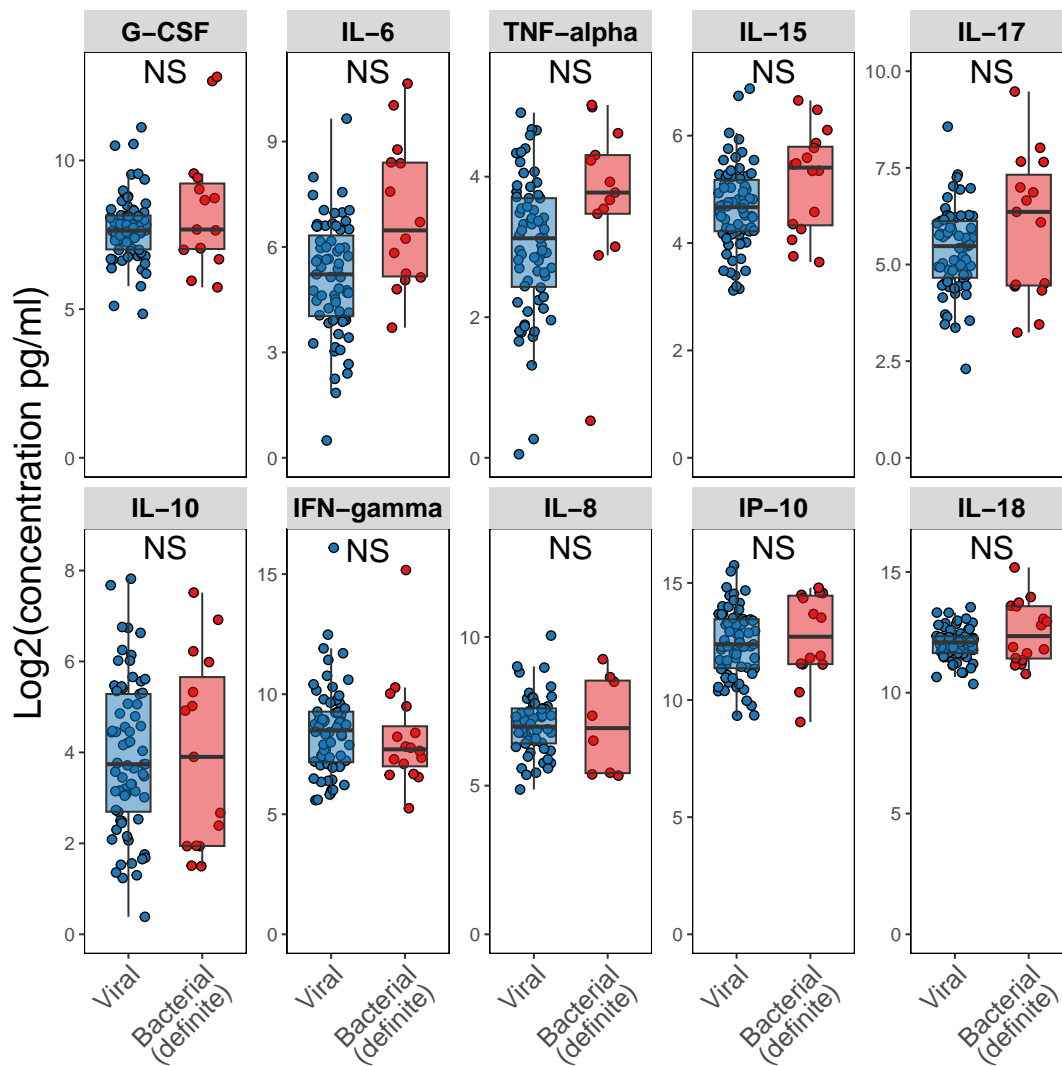 G−CSF
IL−6
TNF−alpha
IL−15
IL−17
NS
NS
NS
NS
NS
10
5
0
9
6
3
0
4
2
0
6
4
2
0
10.0
7.5
5.0
2.5
0.0
Log2(concentration pg/ml)
IL−10
IFN−gamma
IL−8
IP−10
IL−18
NS
NS
NS
NS
NS
8
6
4
2
0
15
10
5
0
10
5
0
15
10
5
0
15
10
5
0
Viral
Bacterial
(definite)
Viral
Bacterial
(definite)
Viral
Bacterial
(definite)
Viral
Bacterial
(definite)
Viral
Bacterial
(definite)